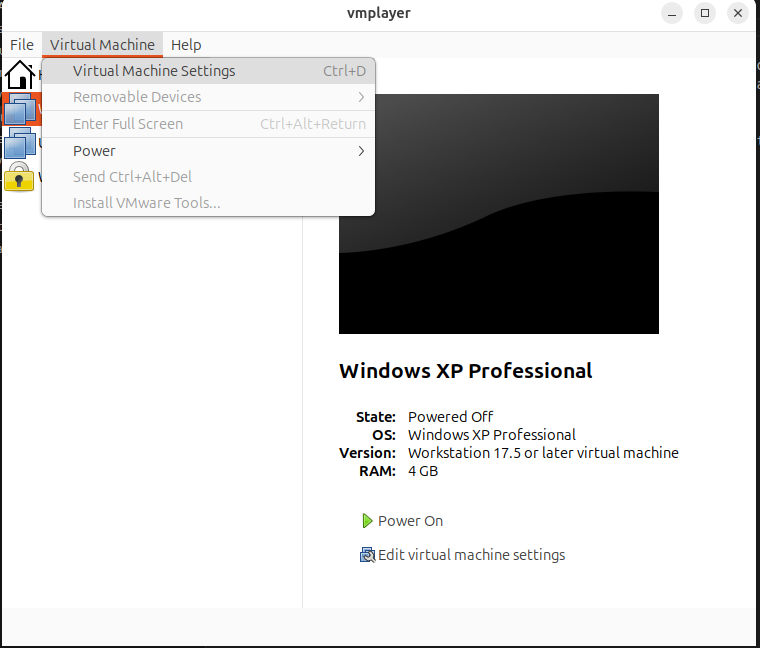 vmplayer
File Virtual Machine Help
Virtual Machine Settings Ctrl+D
Removable Devices
Enter Full Screen Ctrl+Alt+Return
Power
Send Ctrl+Alt+Del
Install VMware Tools...
Windows XP Professional
State: Powered Off
OS: Windows XP Professional
Version: Workstation 17.5 or later virtual machine
RAM: 4 GB
Power On
Edit virtual machine settings